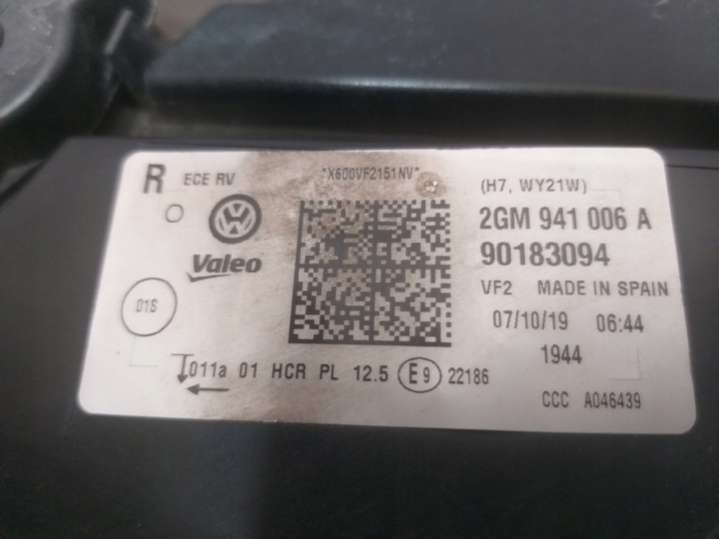 R ECE RV
*X600VF2151NV*
(H7, WY21W)
2GM 941 006 A
Valeo
90183094
VF2 MADE IN SPAIN
01S
07/10/19 06:44
1944
011a 01 HCR PL 12.5 E9 22186
CCC A046439